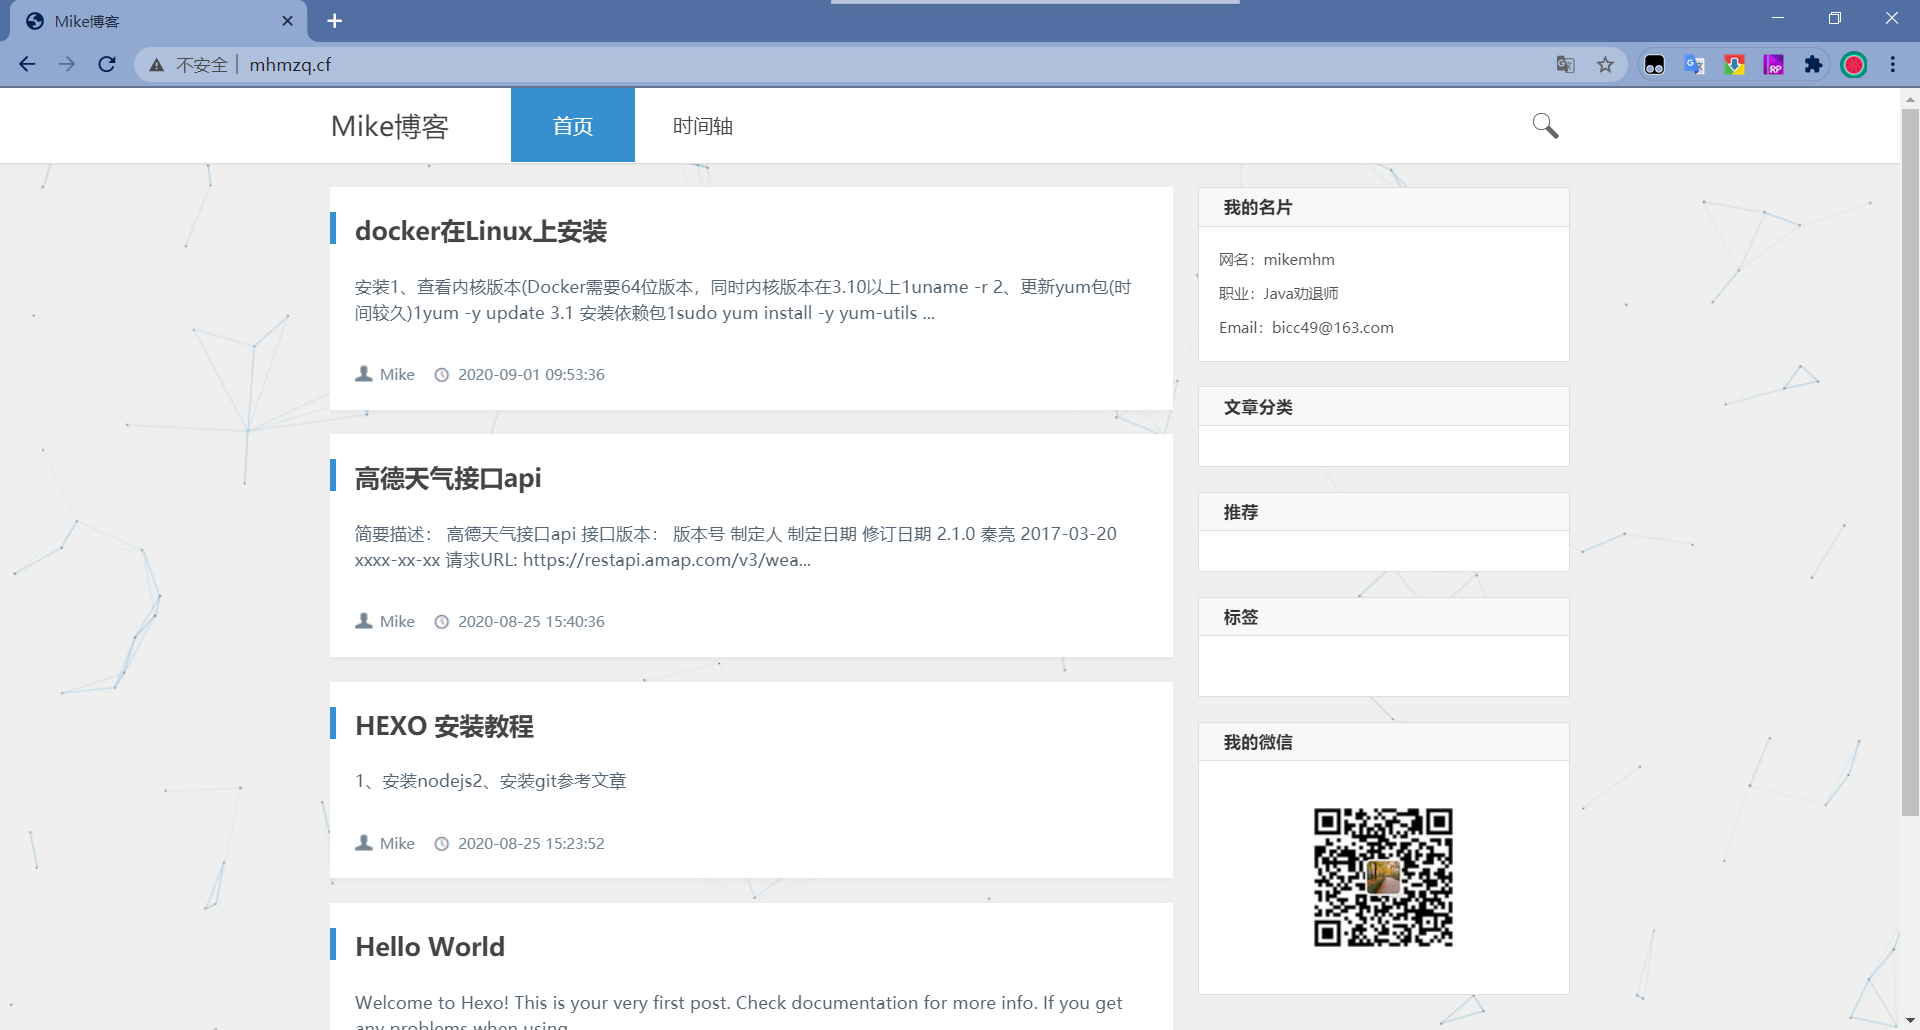 Mike博客
不安全
mhmzq.cf
Mike博客
首页
时间轴
docker在Linux上安装
安装1、查看内核版本(Docker需要64位版本，同时内核版本在3.10以上1uname -r 2、更新yum包(时
间较久)1yum -y update 3.1 安装依赖包1sudo yum install -y yum-utils ...
Mike 2020-09-01 09:53:36
高德天气接口api
简要描述： 高德天气接口api 接口版本： 版本号 制定人 制定日期 修订日期 2.1.0 秦亮 2017-03-20
xxxx-xx-xx 请求URL: https://restapi.amap.com/v3/wea...
Mike 2020-08-25 15:40:36
HEXO 安装教程
1、安装nodejs2、安装git参考文章
Mike 2020-08-25 15:23:52
Hello World
Welcome to Hexo! This is your very first post. Check documentation for more info. If you get
any problems when using
我的名片
网名：mikemhm
职业：Java劝退师
Email：bicc49@163.com
文章分类
推荐
标签
我的微信